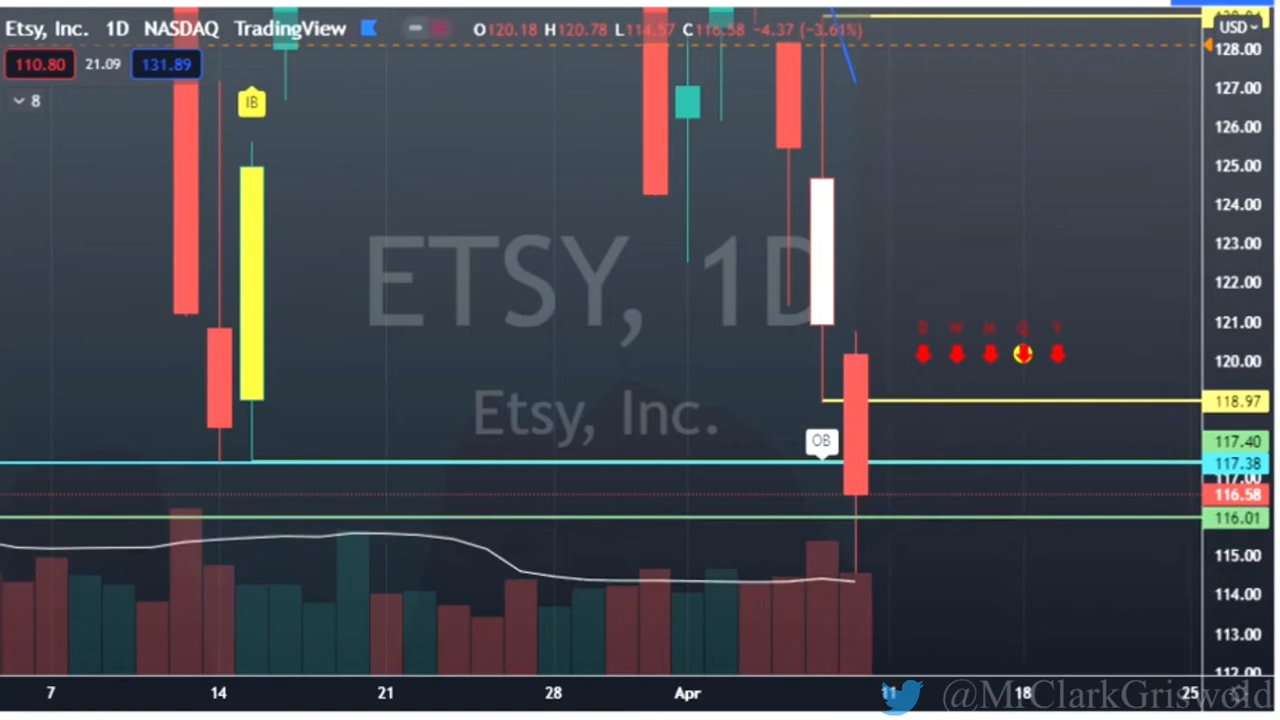 Etsy, Inc. 1D NASDAQ TradingView O120.18 H120.78 L114.57 C116.58 -4.37 (-3.61%)
USD
128.00
110.80 21.09 131.89
127.00
8
IB
126.00
125.00
124.00
123.00
ETSY, 1D
122.00
121.00
D W M Q Y
120.00
118.97
Etsy, Inc.
OB
117.40
117.38
117.00
116.58
116.01
115.00
114.00
113.00
112.00
7 14 21 28 Apr 11 18 25
@MrClarkGriswold